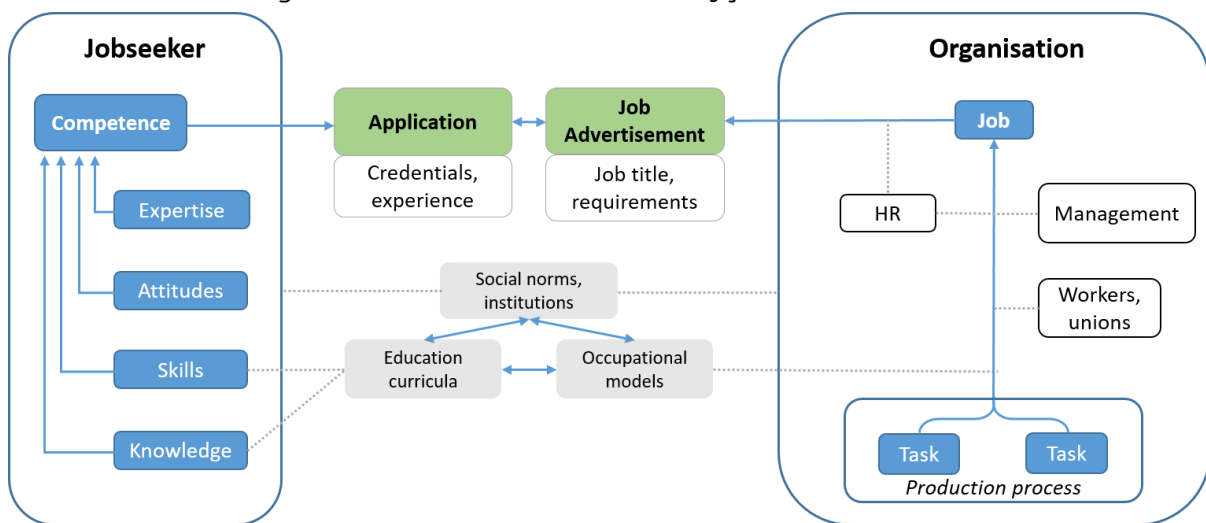 Jobseeker
Competence
Expertise
Attitudes
Skills
Knowledge
Application
Credentials,
experience
Job
Advertisement
Job title,
requirements
Social norms,
institutions
Education
curricula
Occupational
models
Organisation
Job
HR
Management
Workers,
unions
Task
Task
Production process